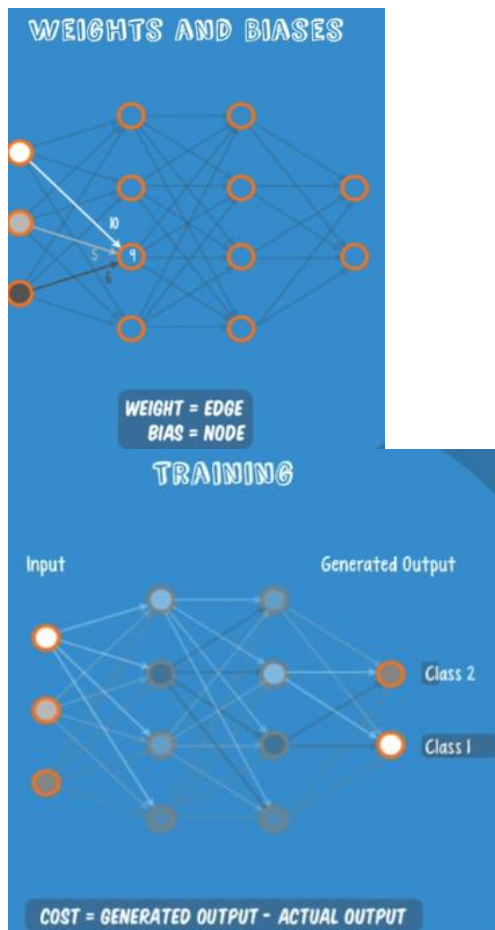 WEIGHTS AND BIASES
10
5
9
6
WEIGHT = EDGE
BIAS = NODE
TRAINING
Input
Generated Output
Class 2
Class 1
COST = GENERATED OUTPUT - ACTUAL OUTPUT